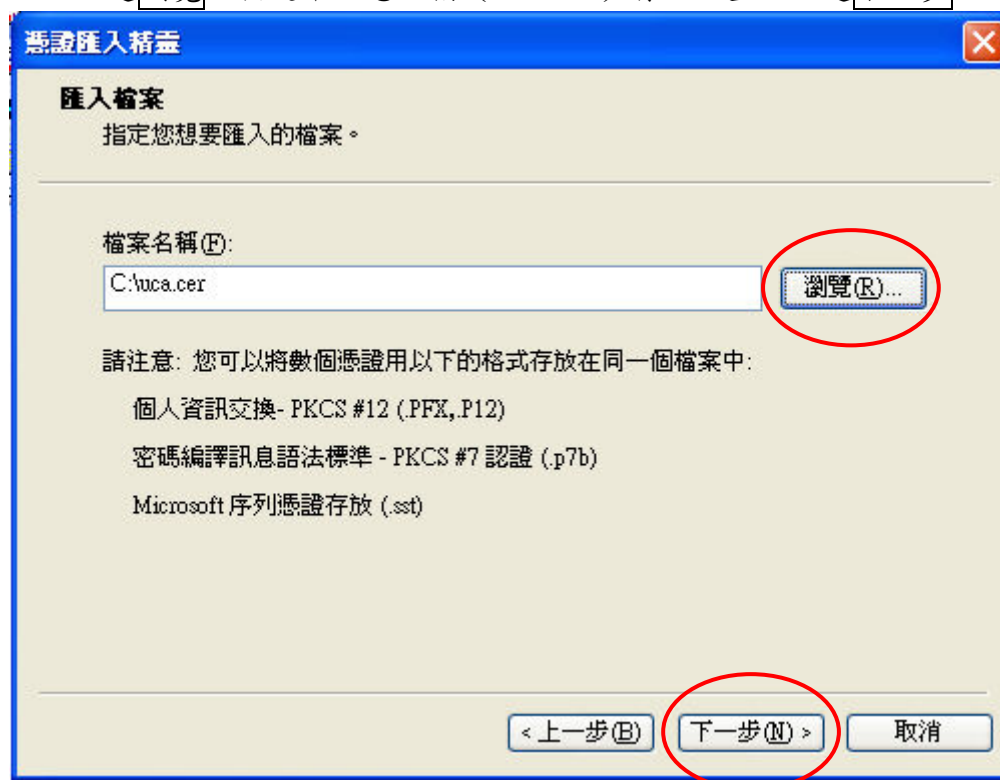 憑證匯入精靈
匯入檔案
指定您想要匯入的檔案。
檔案名稱(F):
C:\uca.cer
瀏覽(R)...
請注意: 您可以將數個憑證用以下的格式存放在同一個檔案中:
個人資訊交換- PKCS #12 (.PFX,.P12)
密碼編譯訊息語法標準 - PKCS #7 認證 (.p7b)
Microsoft 序列憑證存放 (.sst)
< 上一步(B)
下一步(N) >
取消